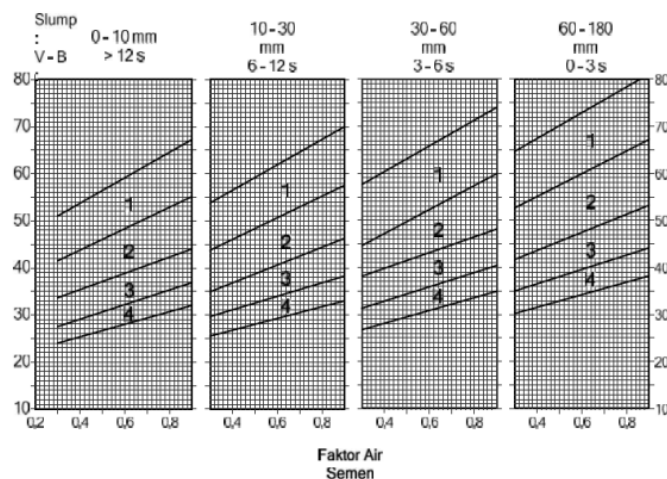 Slump
:
V - B
0 - 10 mm
> 12 s
10 - 30
mm
6 - 12 s
30 - 60
mm
3 - 6 s
60 - 180
mm
0 - 3 s
80
70
60
50
40
30
20
10
1
2
3
4
1
2
3
4
1
2
3
4
1
2
3
4
80
70
60
50
40
30
20
10
0,2 0,4 0,6 0,8
0,4 0,6 0,8
0,4 0,6 0,8
0,4 0,6 0,8
Faktor Air
Semen